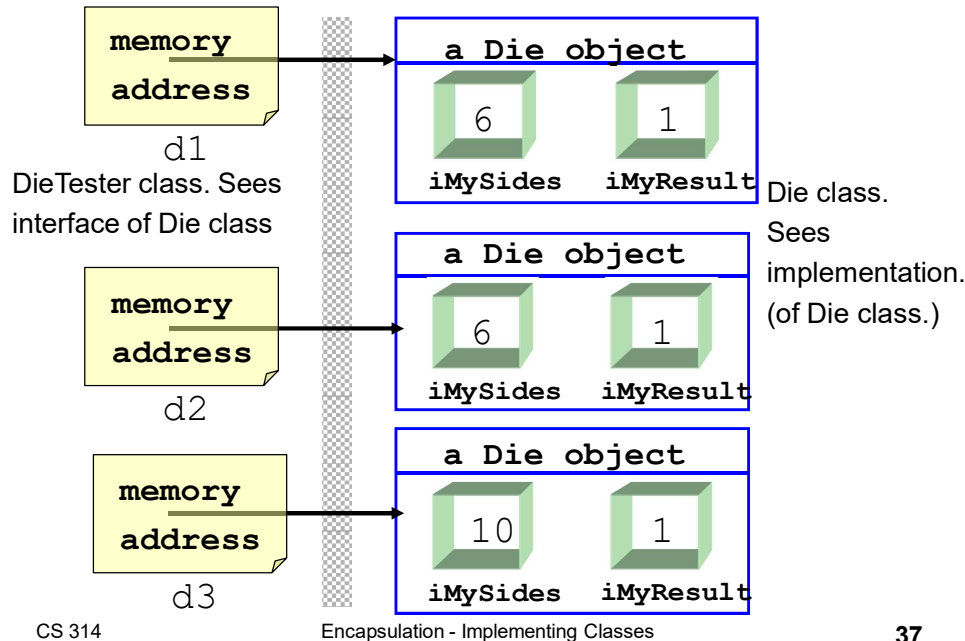 memory
address
d1
a Die object
6
1
iMySides
iMyResult
DieTester class. Sees
interface of Die class
Die class.
Sees
implementation.
(of Die class.)
memory
address
d2
a Die object
6
1
iMySides
iMyResult
memory
address
d3
a Die object
10
1
iMySides
iMyResult
CS 314
Encapsulation - Implementing Classes
37